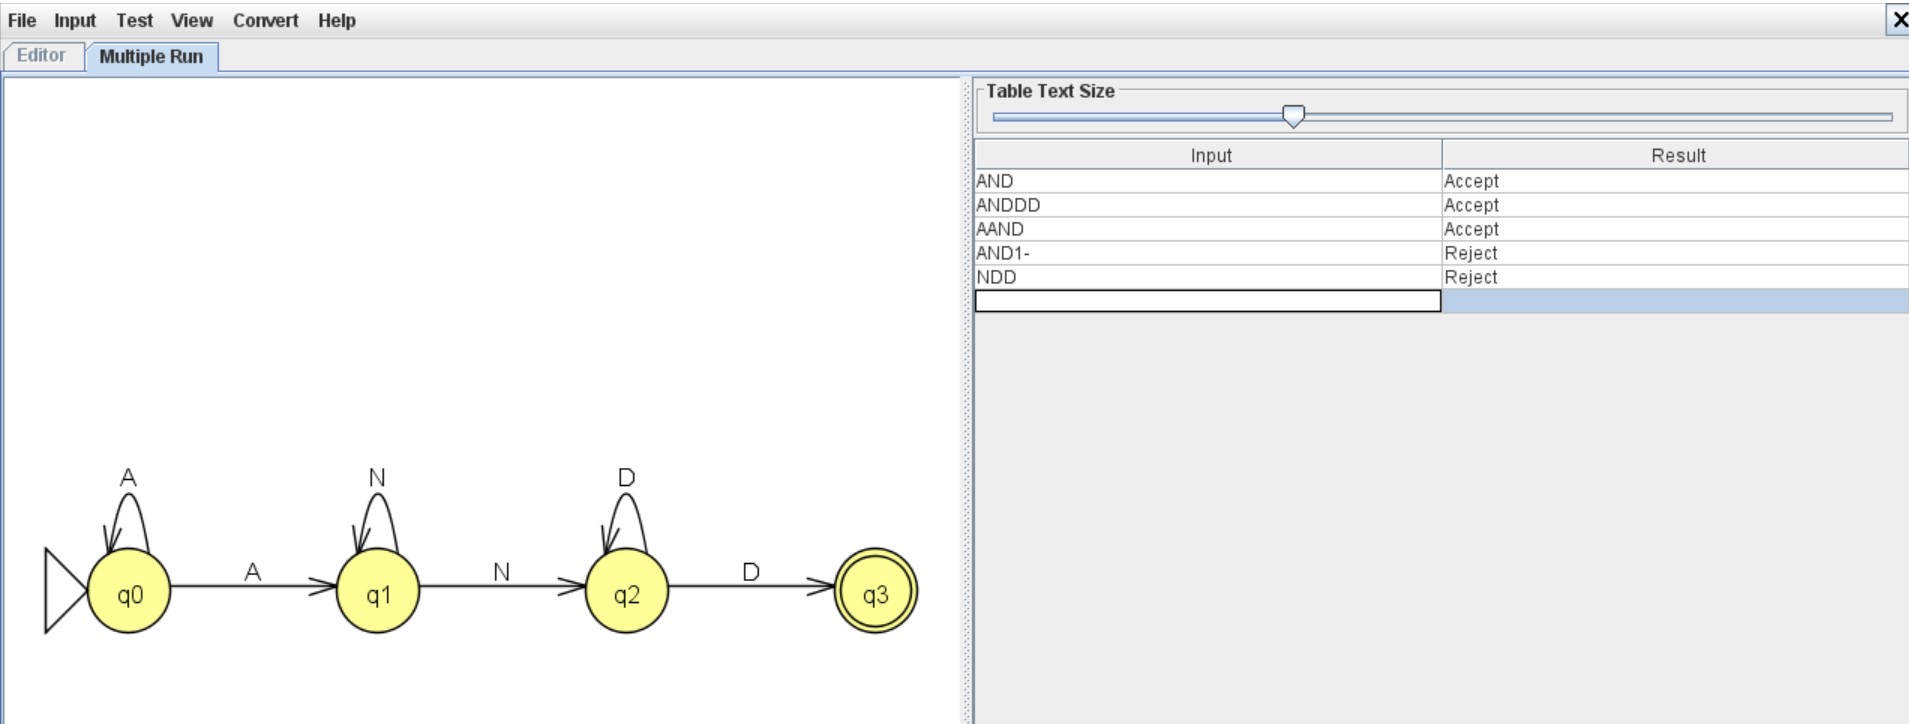 File Input Test View Convert Help
Editor Multiple Run
Table Text Size
Input Result
AND Accept
ANDDD Accept
AAND Accept
AND1- Reject
NDD Reject
A N D
A N D
q0 q1 q2 q3